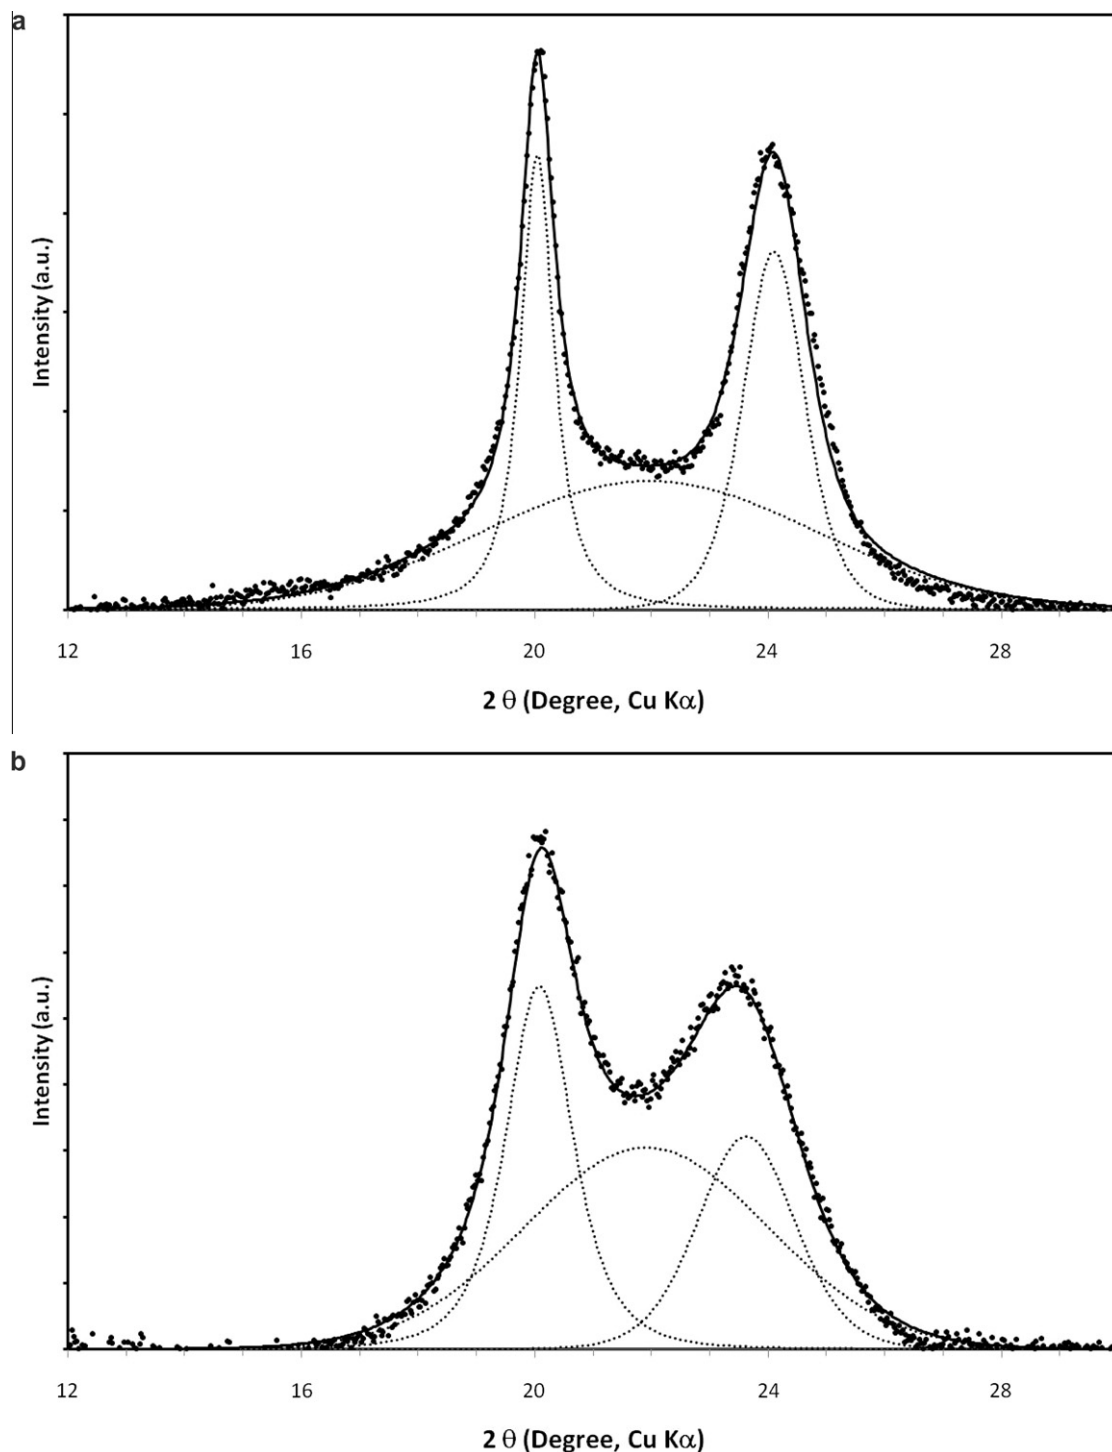 a
Intensity (a.u.)
12 16 20 24 28
2 θ (Degree, Cu Kα)
b
Intensity (a.u.)
12 16 20 24 28
2 θ (Degree, Cu Kα)